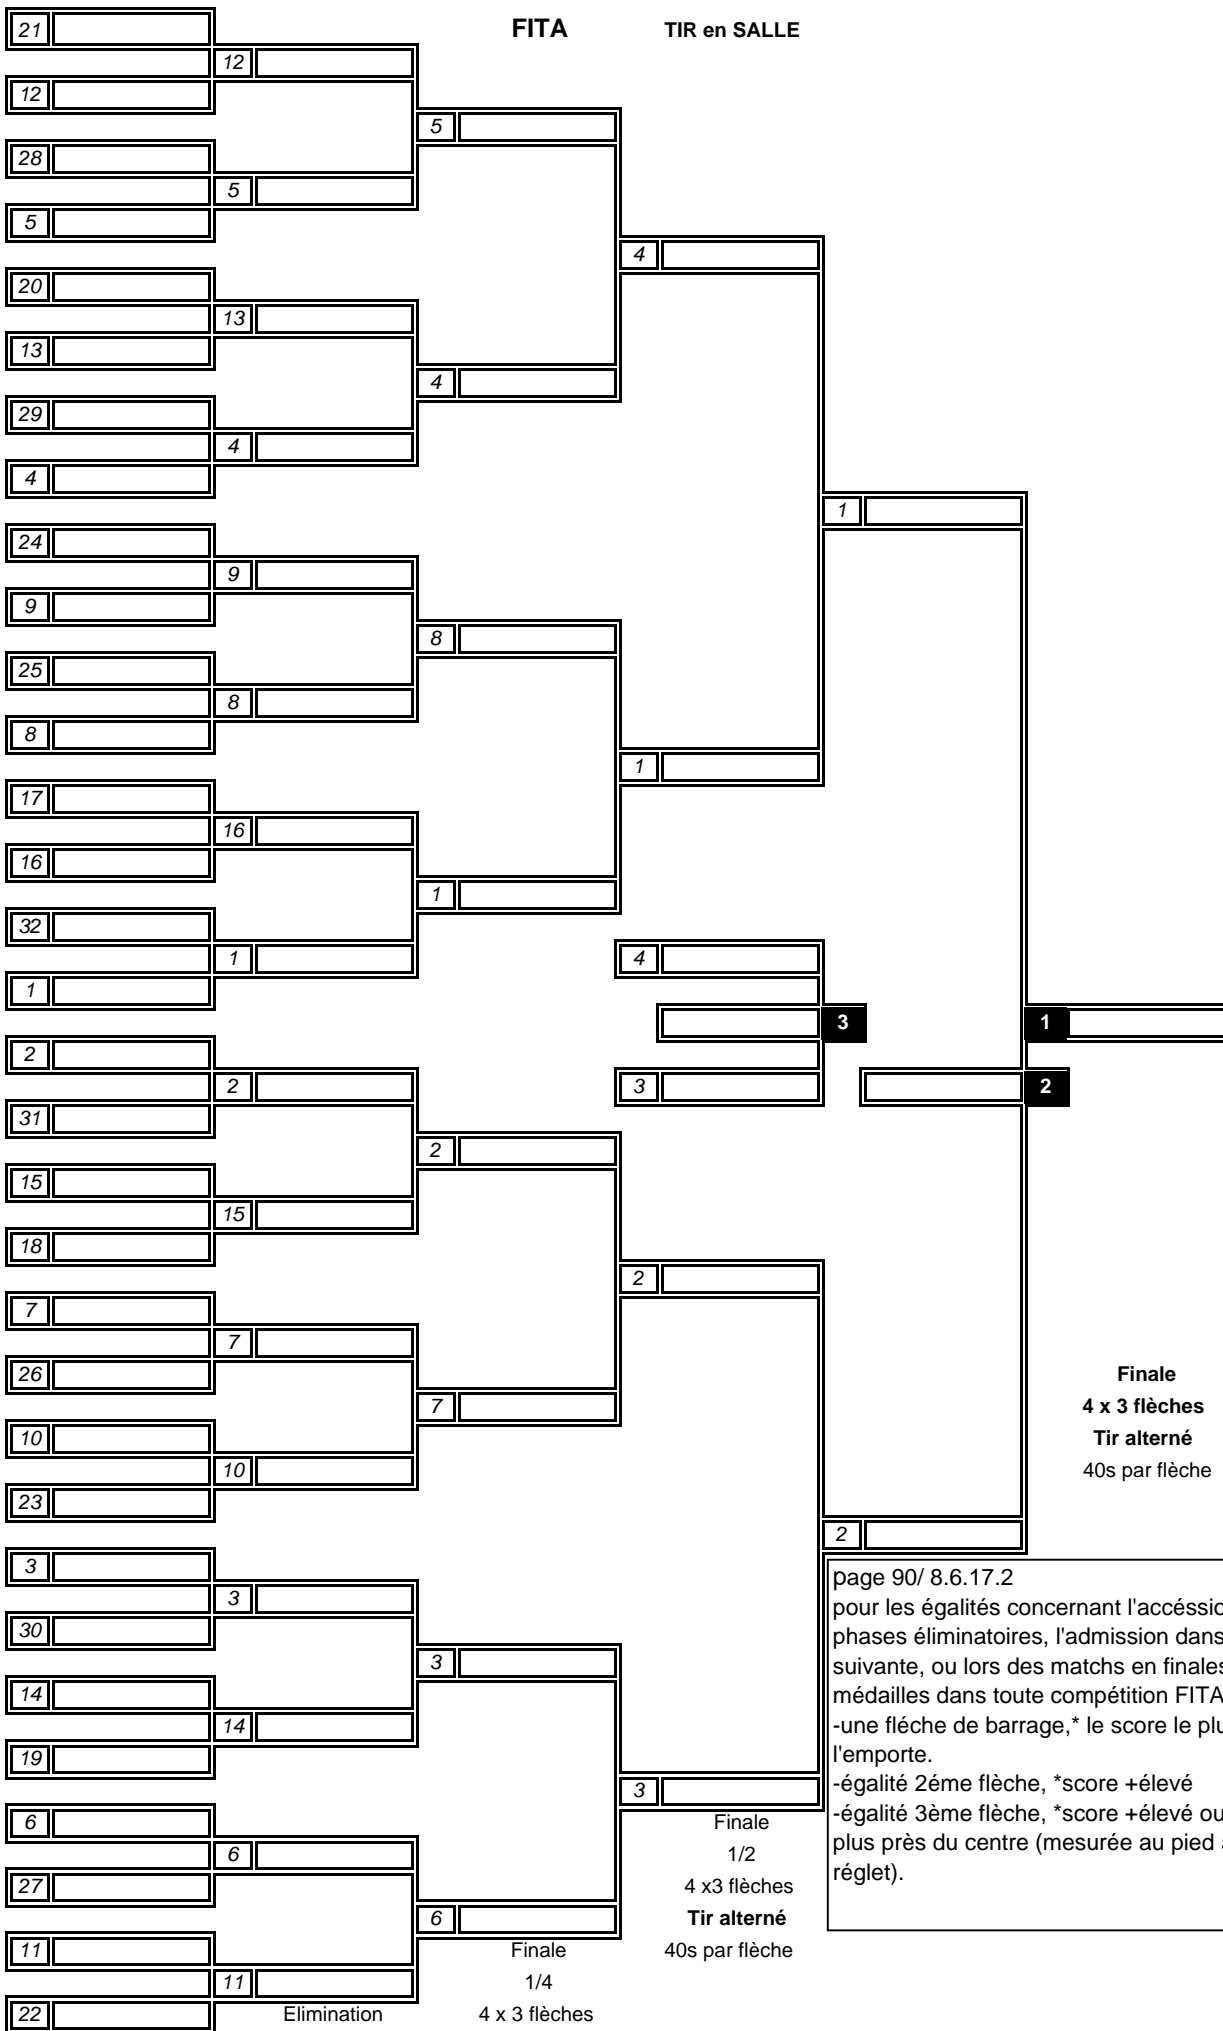 21 FITA TIR en SALLE
12
12
5
28
5
5
4
20
13
13
4
29
4
4
1
24
9
9
8
25
8
8
1
17
16
16
1
32
1 4
1
3 1
2
2 3 2
31
2
15
15
18
2
7
7
26 Finale
7 4 x 3 flèches
10 Tir alterné
10 40s par flèche
23
2
3
3
30
3
14
14
19
3
6 Finale
6 1/2
27 4 x3 flèches
6 Tir alterné
11 Finale 40s par flèche
11 1/4
22 Elimination 4 x 3 flèches
page 90/ 8.6.17.2
pour les égalités concernant l'accéssio
phases éliminatoires, l'admission dans
suivante, ou lors des matchs en finales
médailles dans toute compétition FITA
-une fléche de barrage,* le score le plu
l'emporte.
-égalité 2éme flèche, *score +élevé
-égalité 3ème flèche, *score +élevé ou
plus près du centre (mesurée au pied a
réglet).